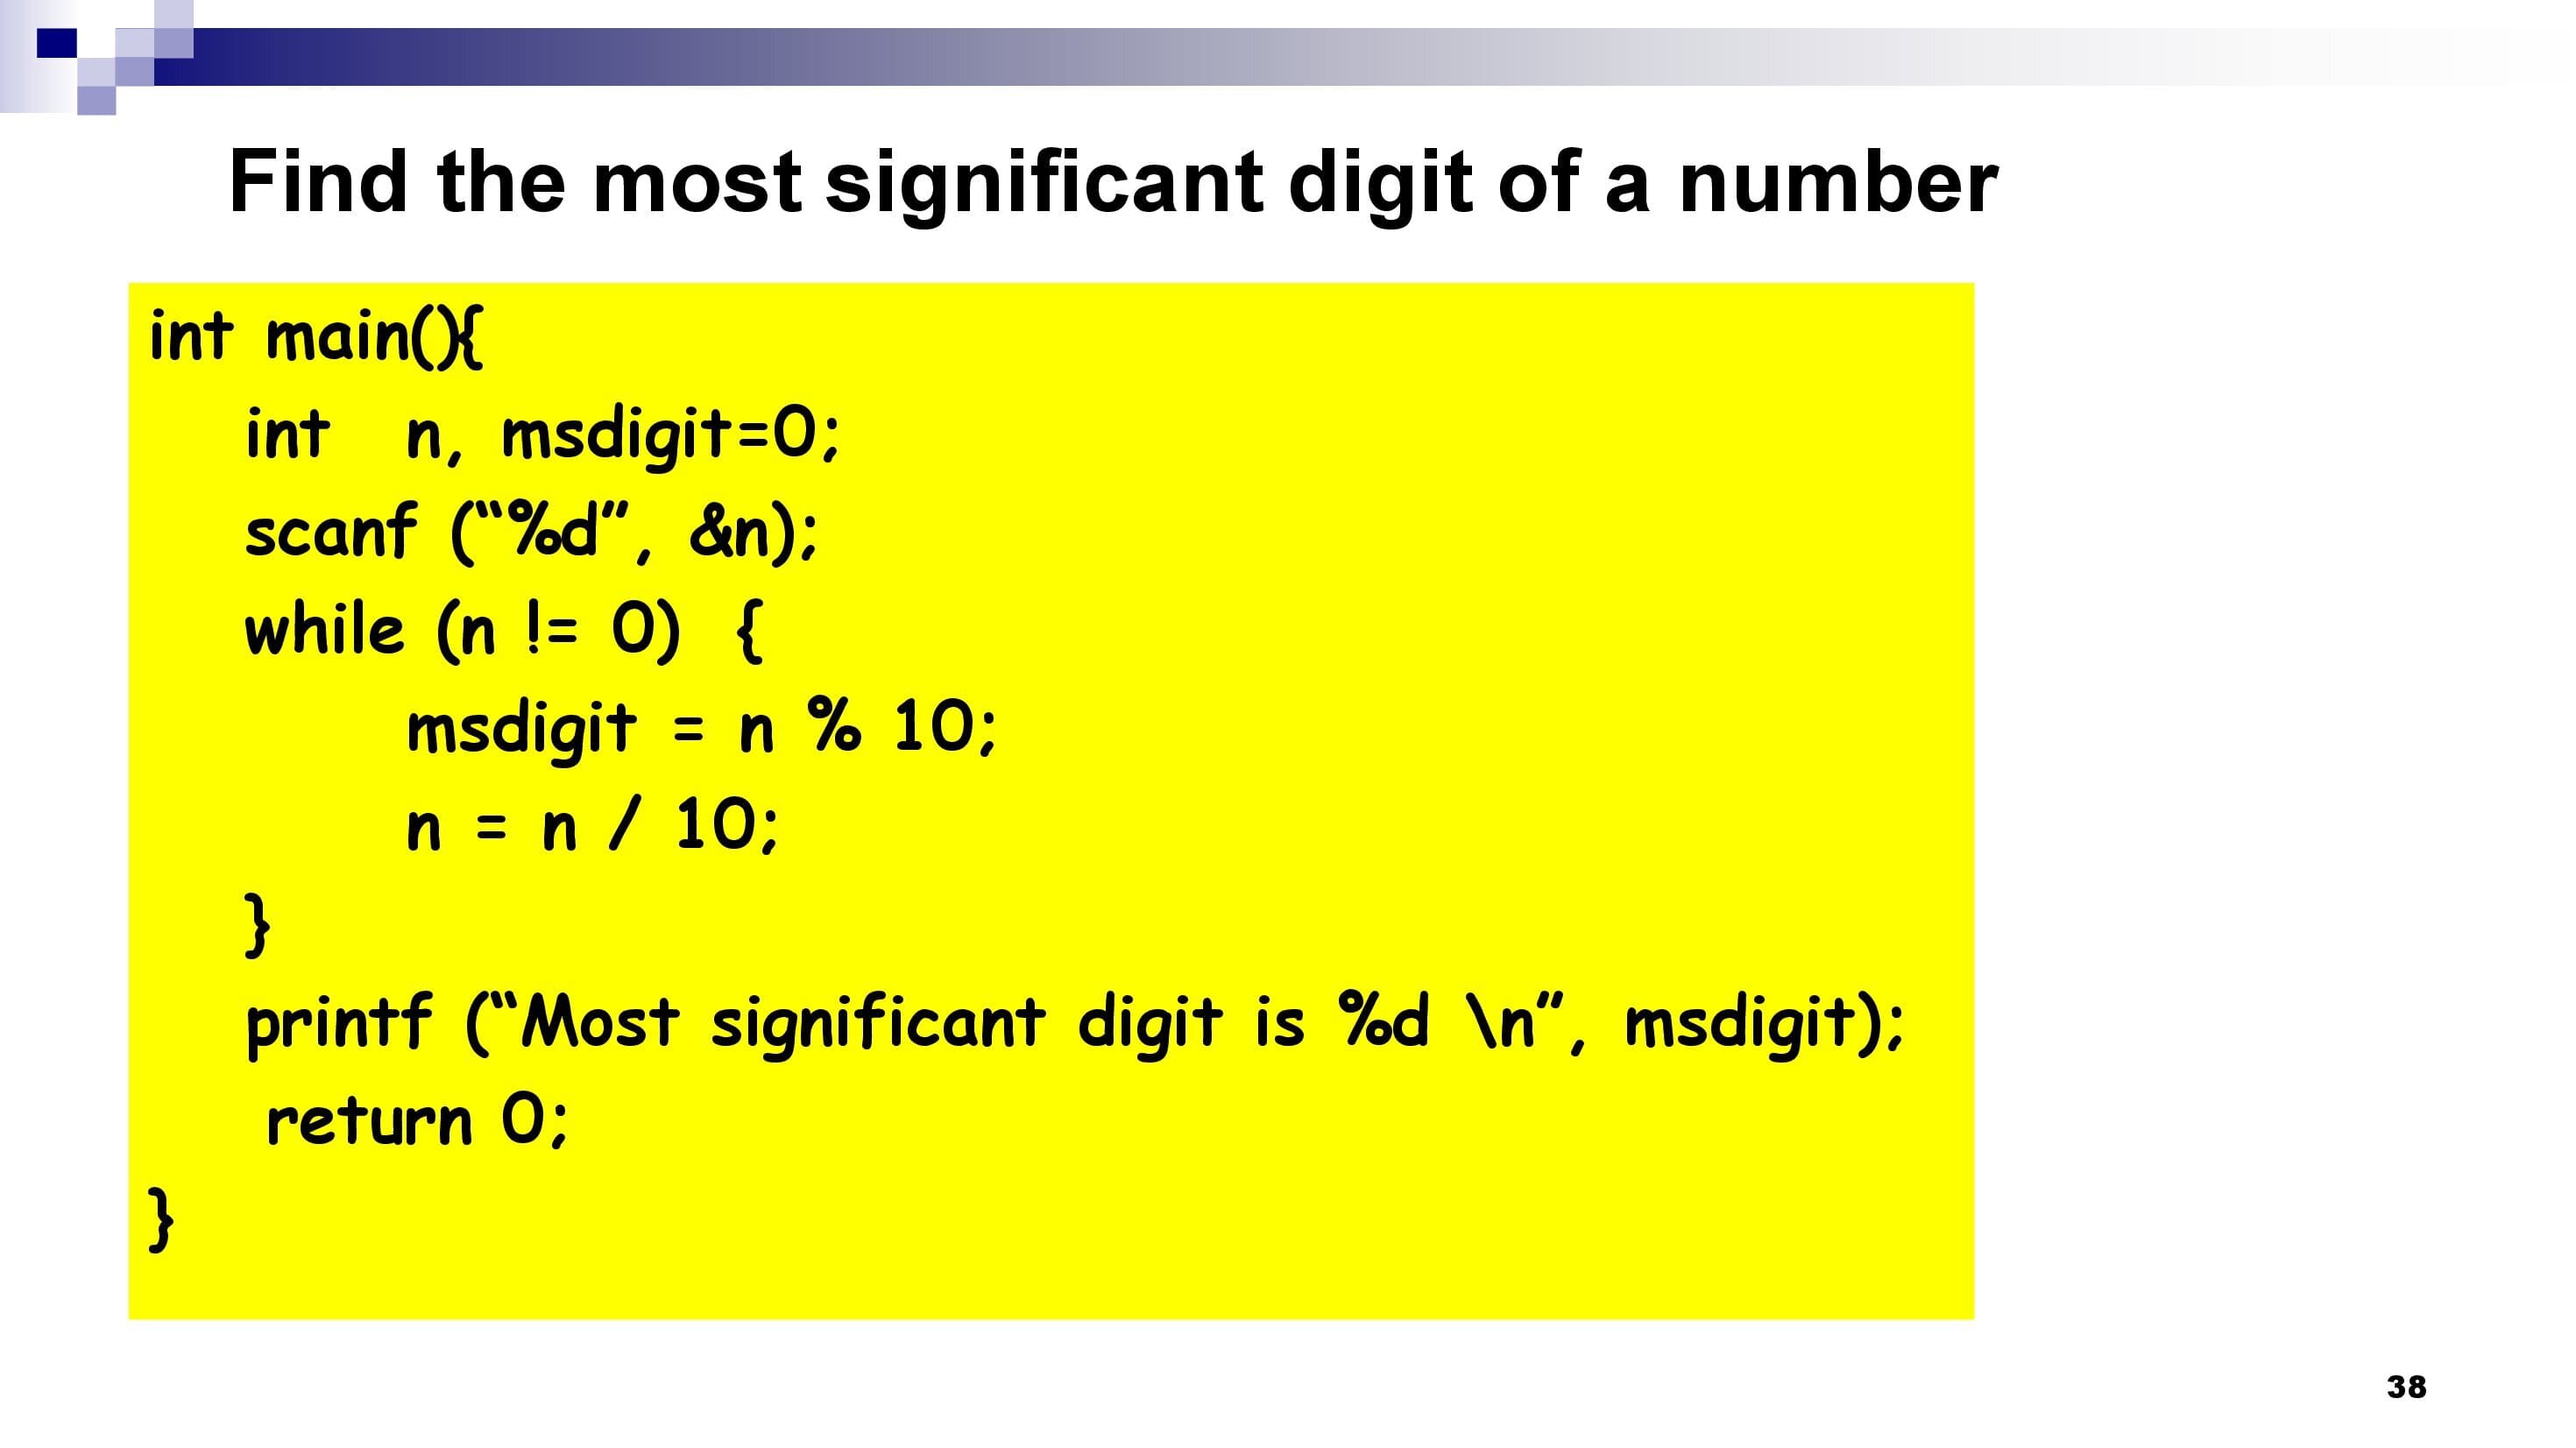 Find the most significant digit of a number
int main(){
int n, msdigit=0;
scanf (“%d”, &n);
while (n != 0) {
msdigit = n % 10;
n = n / 10;
}
printf (“Most significant digit is %d \n”, msdigit);
return 0;
}
38